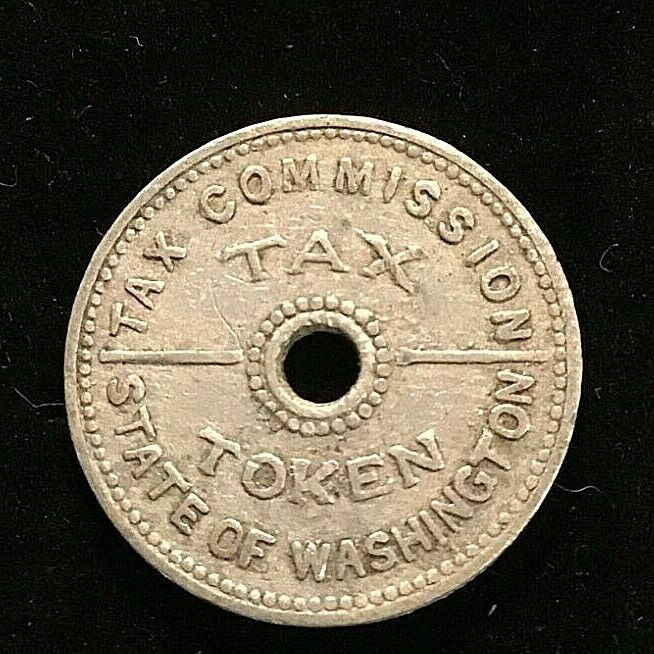 TAX COMMISSION
TAX
TOKEN
STATE OF WASHINGTON